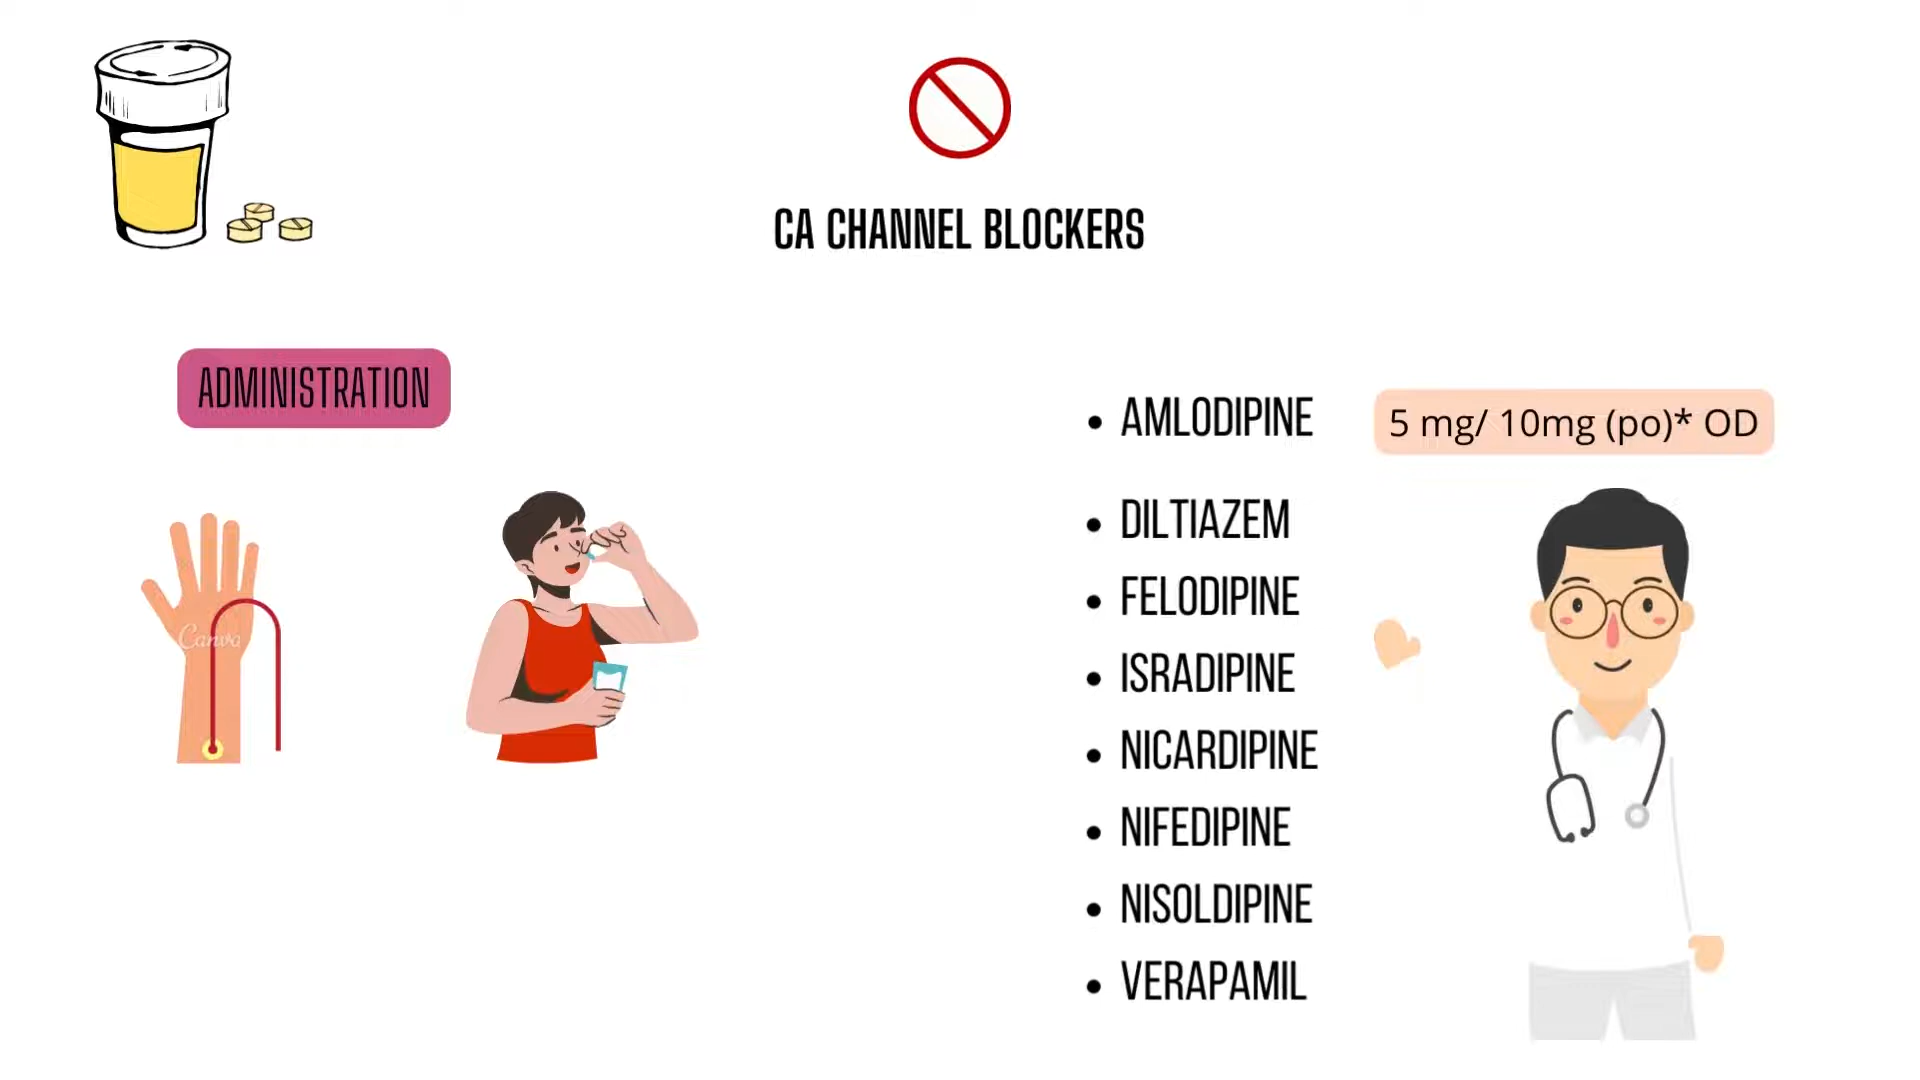 CA CHANNEL BLOCKERS
ADMINISTRATION
Canva
• AMLODIPINE
5 mg/ 10mg (po)* OD
• DILTIAZEM
• FELODIPINE
• ISRADIPINE
• NICARDIPINE
• NIFEDIPINE
• NISOLDIPINE
• VERAPAMIL